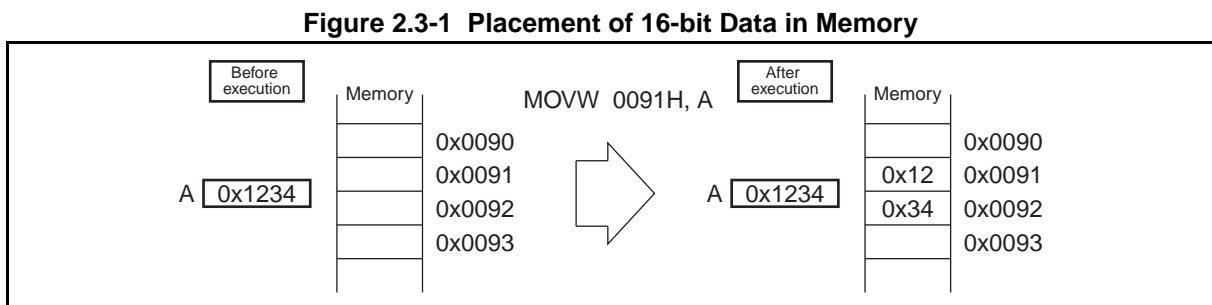 Figure 2.3-1 Placement of 16-bit Data in Memory
Before
execution
Memory
0x0090
0x0091
0x0092
0x0093
A 0x1234
MOVW 0091H, A
After
execution
Memory
0x0090
0x12 0x0091
0x34 0x0092
0x0093
A 0x1234